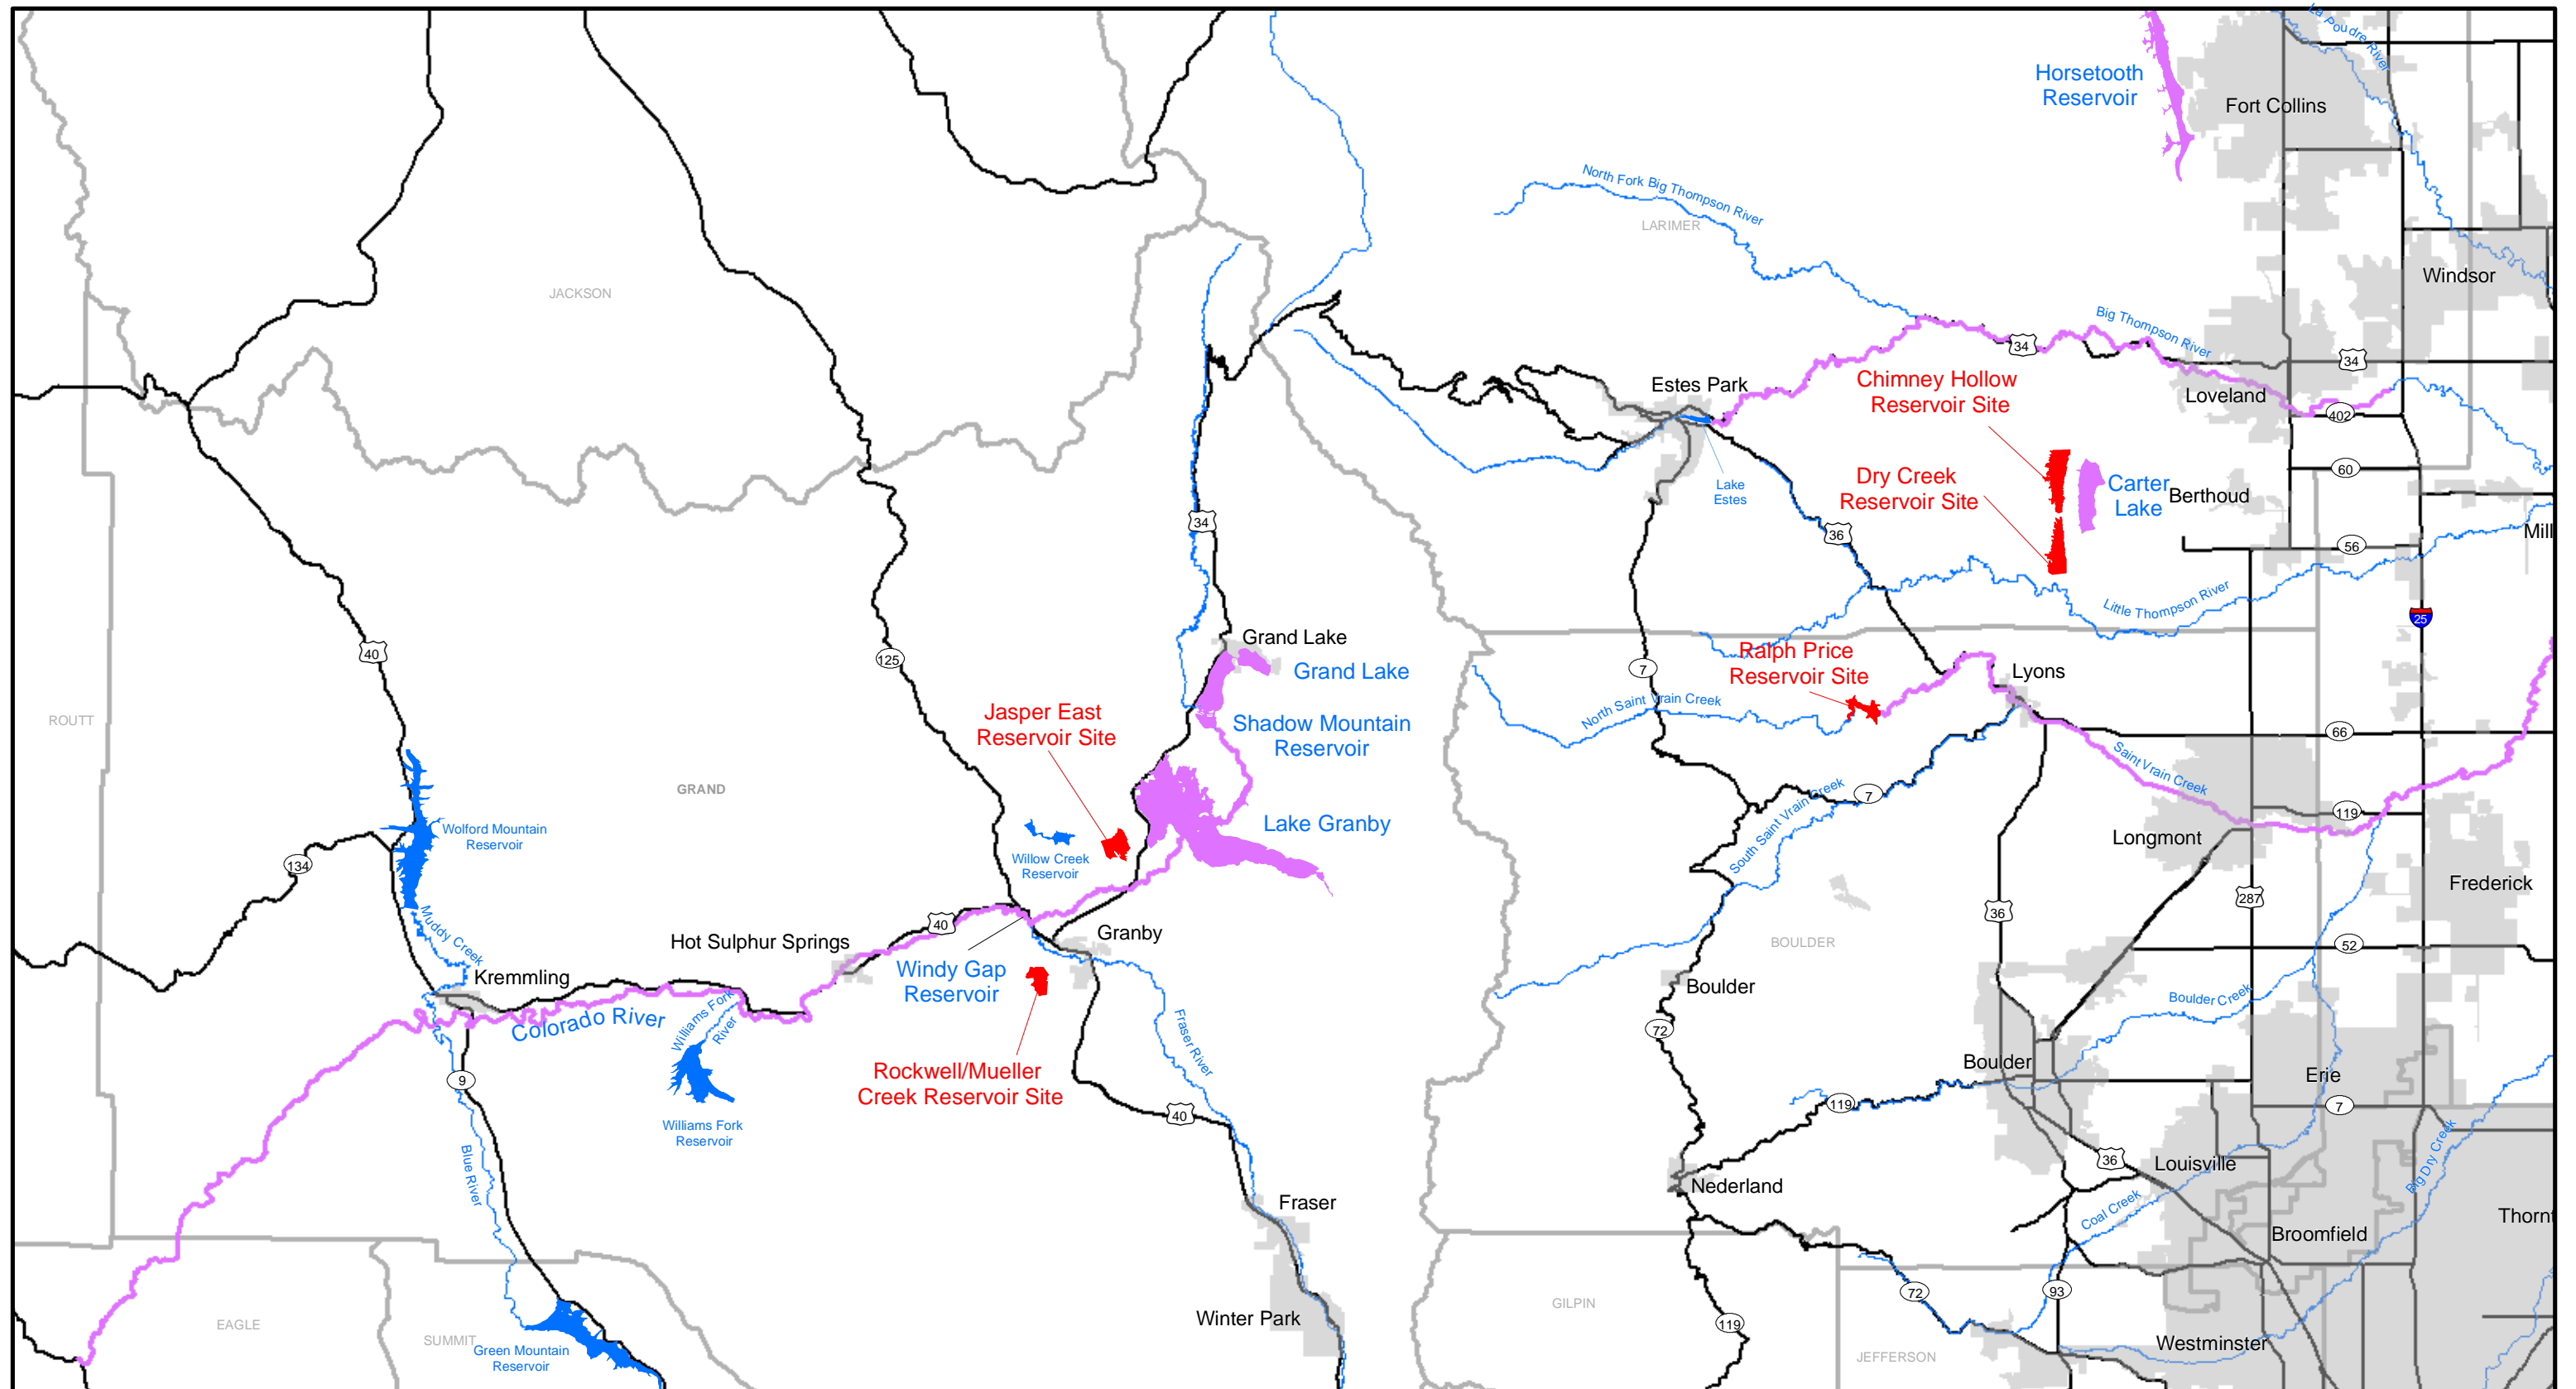 La Poudre River
Horsetooth
Reservoir
Fort Collins
North Fork Big Thompson River
LARIMER
Windsor
JACKSON
Big Thompson River
34
34
Estes Park
Chimney Hollow
Reservoir Site
Loveland
402
60
Lake
Estes
Dry Creek
Reservoir Site
Carter
Lake
Berthoud
34
36
Mill
56
Little Thompson River
25
Grand Lake
Grand Lake
40
125
7
Ralph Price
Reservoir Site
Lyons
North Saint Vrain Creek
ROUTT
Jasper East
Reservoir Site
Shadow Mountain
Reservoir
66
Saint Vrain Creek
GRAND
7
South Saint Vrain Creek
119
Wolford Mountain
Reservoir
Lake Granby
Longmont
134
Willow Creek
Reservoir
Frederick
287
36
Muddy Creek
40
Granby
Hot Sulphur Springs
BOULDER
52
Kremmling
Windy Gap
Reservoir
Boulder
Boulder Creek
Colorado River
Williams Fork
River
Fraser River
72
Boulder
Rockwell/Mueller
Creek Reservoir Site
9
Erie
119
7
40
Williams Fork
Reservoir
Blue River
36
Louisville
Big Dry Creek
Nederland
Fraser
Coal Creek
Thornt
Broomfield
72
93
GILPIN
Winter Park
119
EAGLE
SUMMIT
Green Mountain
Reservoir
Westminster
JEFFERSON